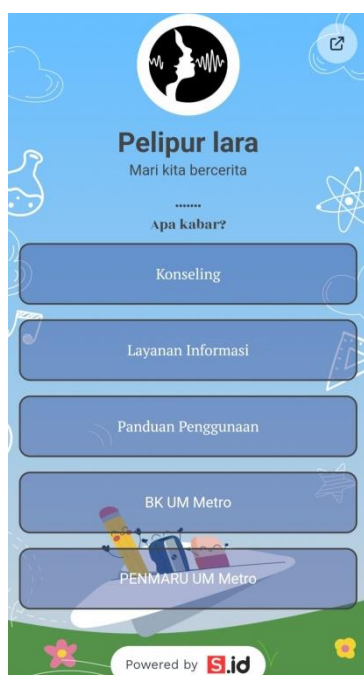 Pelipur lara
Mari kita bercerita
.......
Apa kabar?
Konseling
Layanan Informasi
Panduan Penggunaan
BK UM Metro
PENMARU UM Metro
Powered by S.id